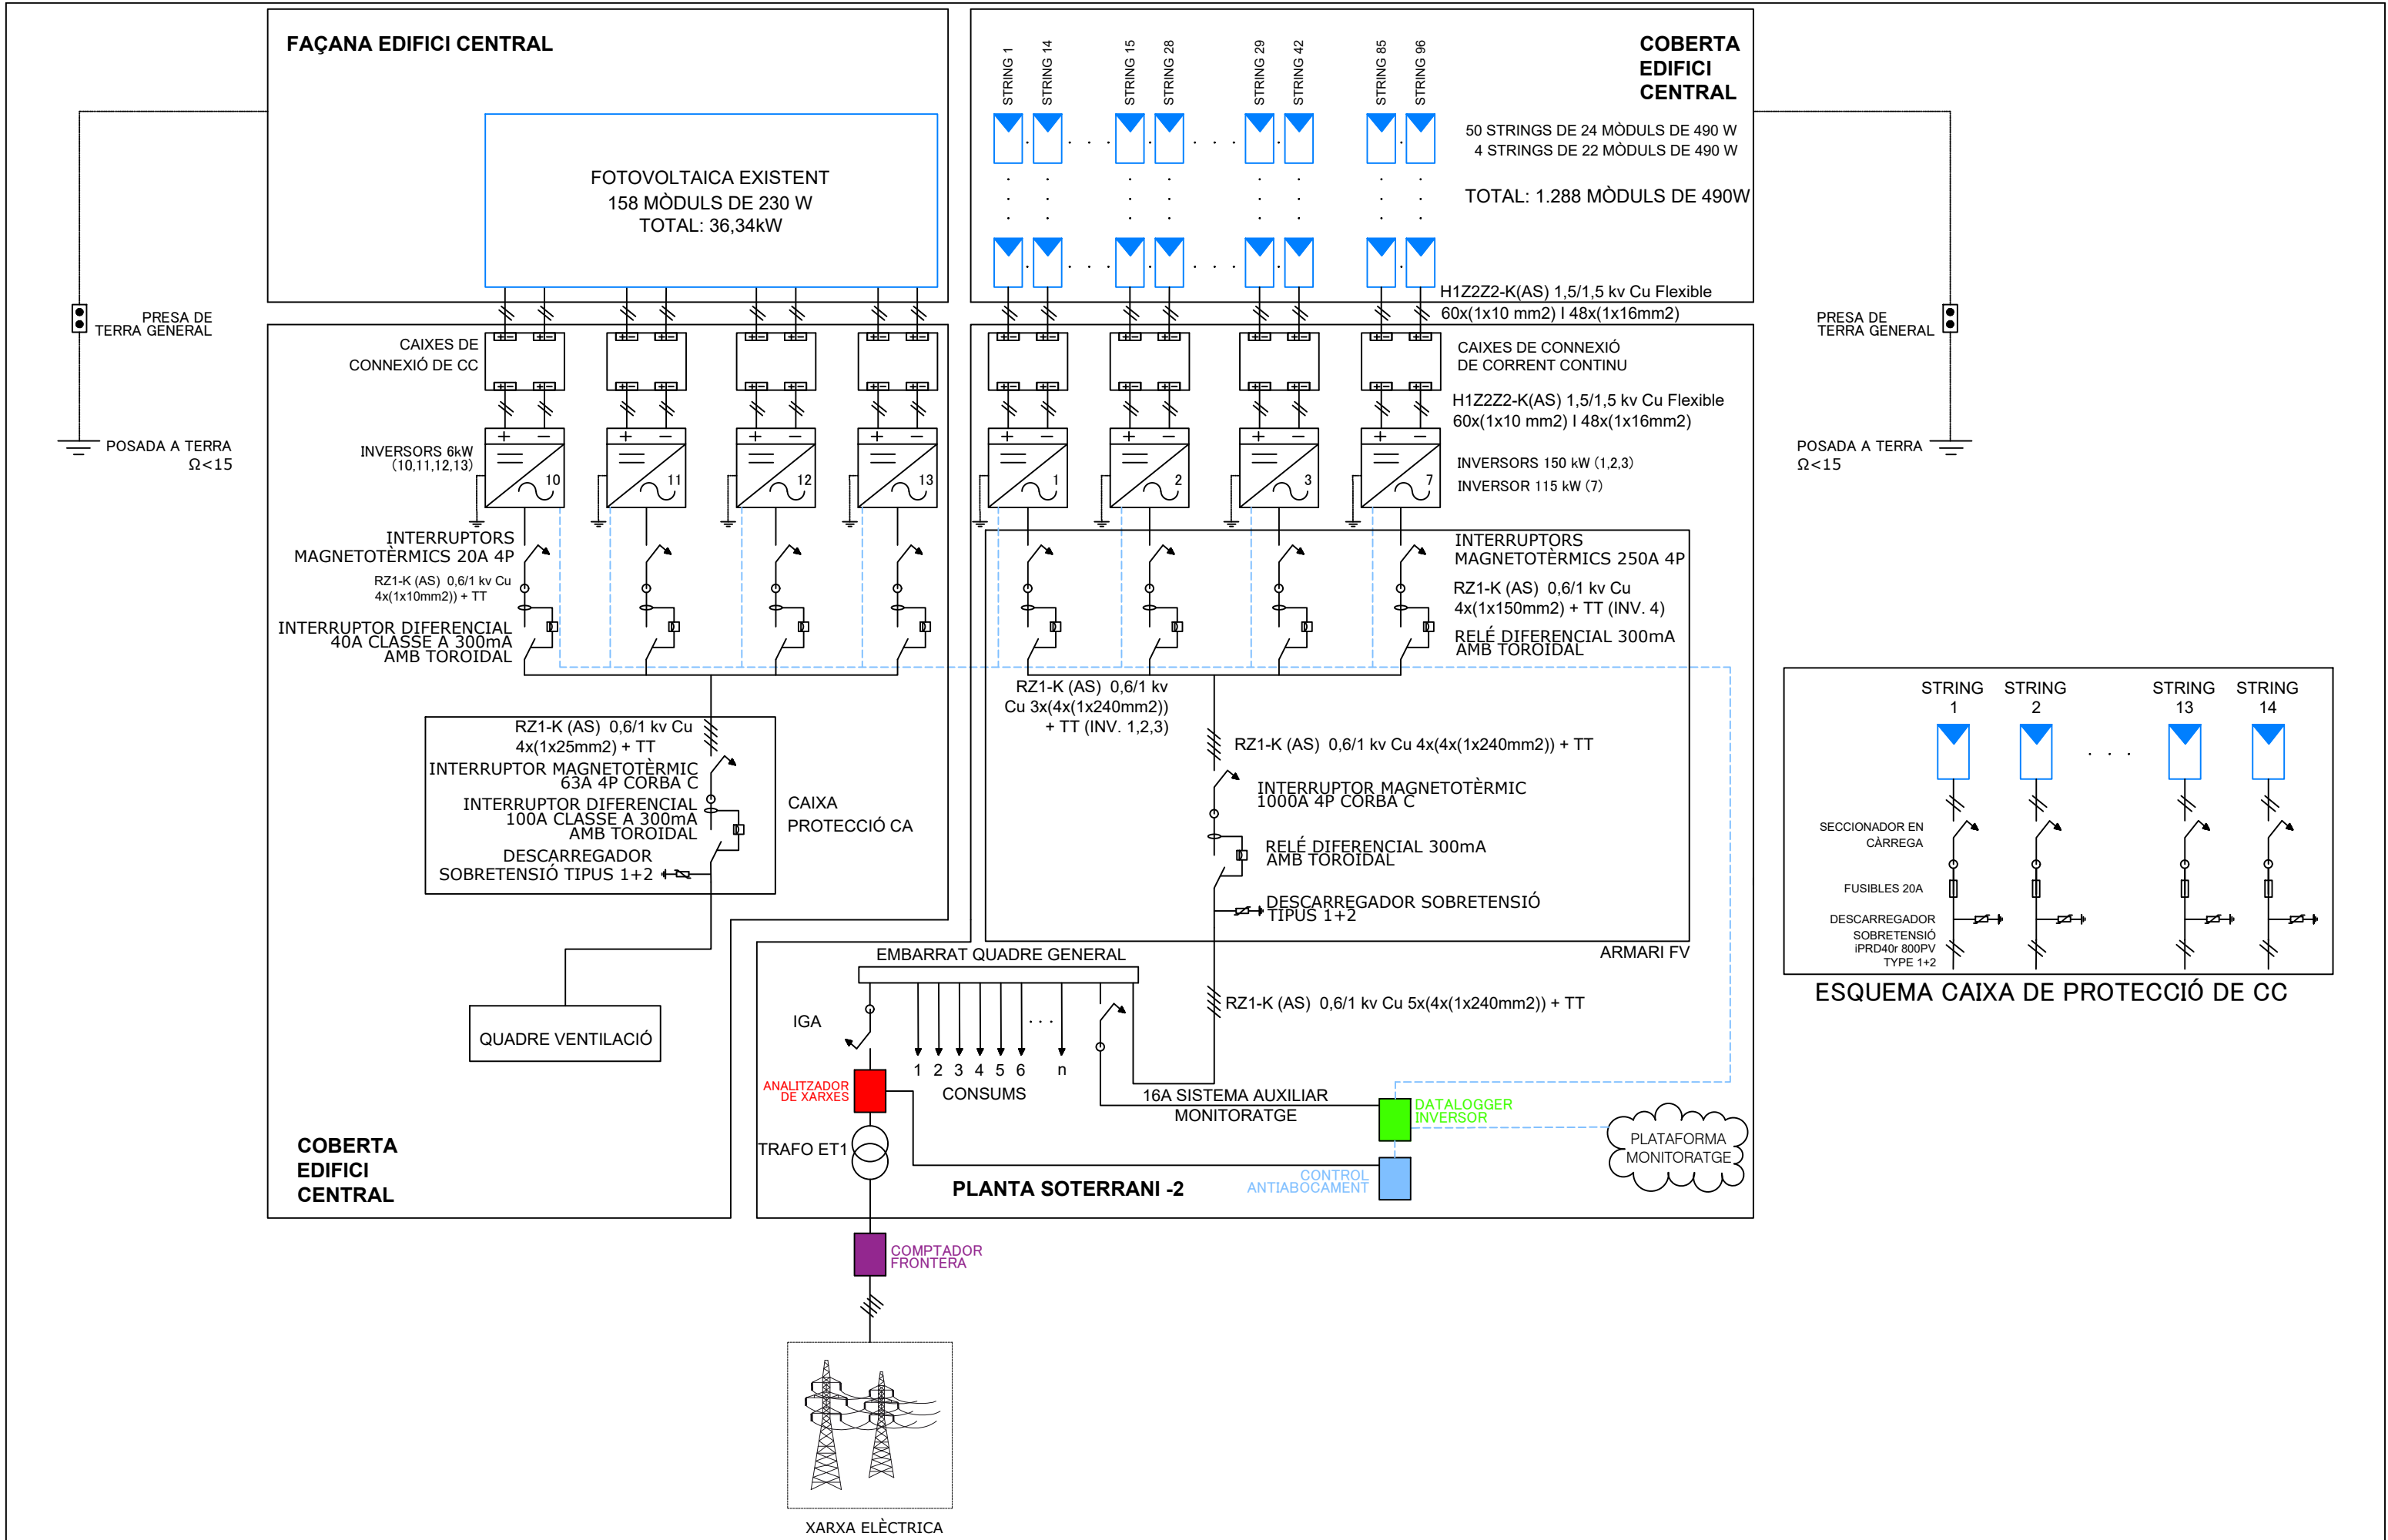 FAÇANA EDIFICI CENTRAL
FOTOVOLTAICA EXISTENT
158 MÒDULS DE 230 W
TOTAL: 36,34kW
STRING 1
STRING 14
STRING 15
STRING 28
STRING 29
STRING 42
STRING 85
STRING 96
COBERTA
EDIFICI
CENTRAL
50 STRINGS DE 24 MÒDULS DE 490 W
4 STRINGS DE 22 MÒDULS DE 490 W
TOTAL: 1.288 MÒDULS DE 490W
H1Z2Z2-K(AS) 1,5/1,5 kv Cu Flexible
60x(1x10 mm2) I 48x(1x16mm2)
PRESA DE
TERRA GENERAL
POSADA A TERRA
Ω<15
CAIXES DE
CONNEXIÓ DE CC
INVERSORS 6kW
(10,11,12,13)
+ −
10
+ −
11
+ −
12
+ −
13
+ −
1
+ −
2
+ −
3
+ −
7
CAIXES DE CONNEXIÓ
DE CORRENT CONTINU
H1Z2Z2-K(AS) 1,5/1,5 kv Cu Flexible
60x(1x10 mm2) I 48x(1x16mm2)
INVERSORS 150 kW (1,2,3)
INVERSOR 115 kW (7)
PRESA DE
TERRA GENERAL
POSADA A TERRA
Ω<15
INTERRUPTORS
MAGNETOTÈRMICS 20A 4P
RZ1-K (AS) 0,6/1 kv Cu
4x(1x10mm2)) + TT
INTERRUPTOR DIFERENCIAL
40A CLASSE A 300mA
AMB TOROIDAL
INTERRUPTORS
MAGNETOTÈRMICS 250A 4P
RZ1-K (AS) 0,6/1 kv Cu
4x(1x150mm2) + TT (INV. 4)
RELÉ DIFERENCIAL 300mA
AMB TOROIDAL
RZ1-K (AS) 0,6/1 kv Cu
4x(1x25mm2) + TT
INTERRUPTOR MAGNETOTÈRMIC
63A 4P CORBA C
INTERRUPTOR DIFERENCIAL
100A CLASSE A 300mA
AMB TOROIDAL
DESCARREGADOR
SOBRETENSIÓ TIPUS 1+2
CAIXA
PROTECCIÓ CA
RZ1-K (AS) 0,6/1 kv
Cu 3x(4x(1x240mm2))
+ TT (INV. 1,2,3)
RZ1-K (AS) 0,6/1 kv Cu 4x(4x(1x240mm2)) + TT
INTERRUPTOR MAGNETOTÈRMIC
1000A 4P CORBA C
RELÉ DIFERENCIAL 300mA
AMB TOROIDAL
DESCARREGADOR SOBRETENSIÓ
TIPUS 1+2
ARMARI FV
STRING
1
STRING
2
STRING
13
STRING
14
SECCIONADOR EN
CÀRREGA
FUSIBLES 20A
DESCARREGADOR
SOBRETENSIÓ
iPRD40r 800PV
TYPE 1+2
ESQUEMA CAIXA DE PROTECCIÓ DE CC
QUADRE VENTILACIÓ
EMBARRAT QUADRE GENERAL
IGA
1 2 3 4 5 6 n
CONSUMS
RZ1-K (AS) 0,6/1 kv Cu 5x(4x(1x240mm2)) + TT
ANALITZADOR
DE XARXES
16A SISTEMA AUXILIAR
MONITORATGE
DATALOGGER
INVERSOR
PLATAFORMA
MONITORATGE
TRAFO ET1
CONTROL
ANTIABOCAMENT
COBERTA
EDIFICI
CENTRAL
PLANTA SOTERRANI -2
COMPTADOR
FRONTERA
XARXA ELÈCTRICA